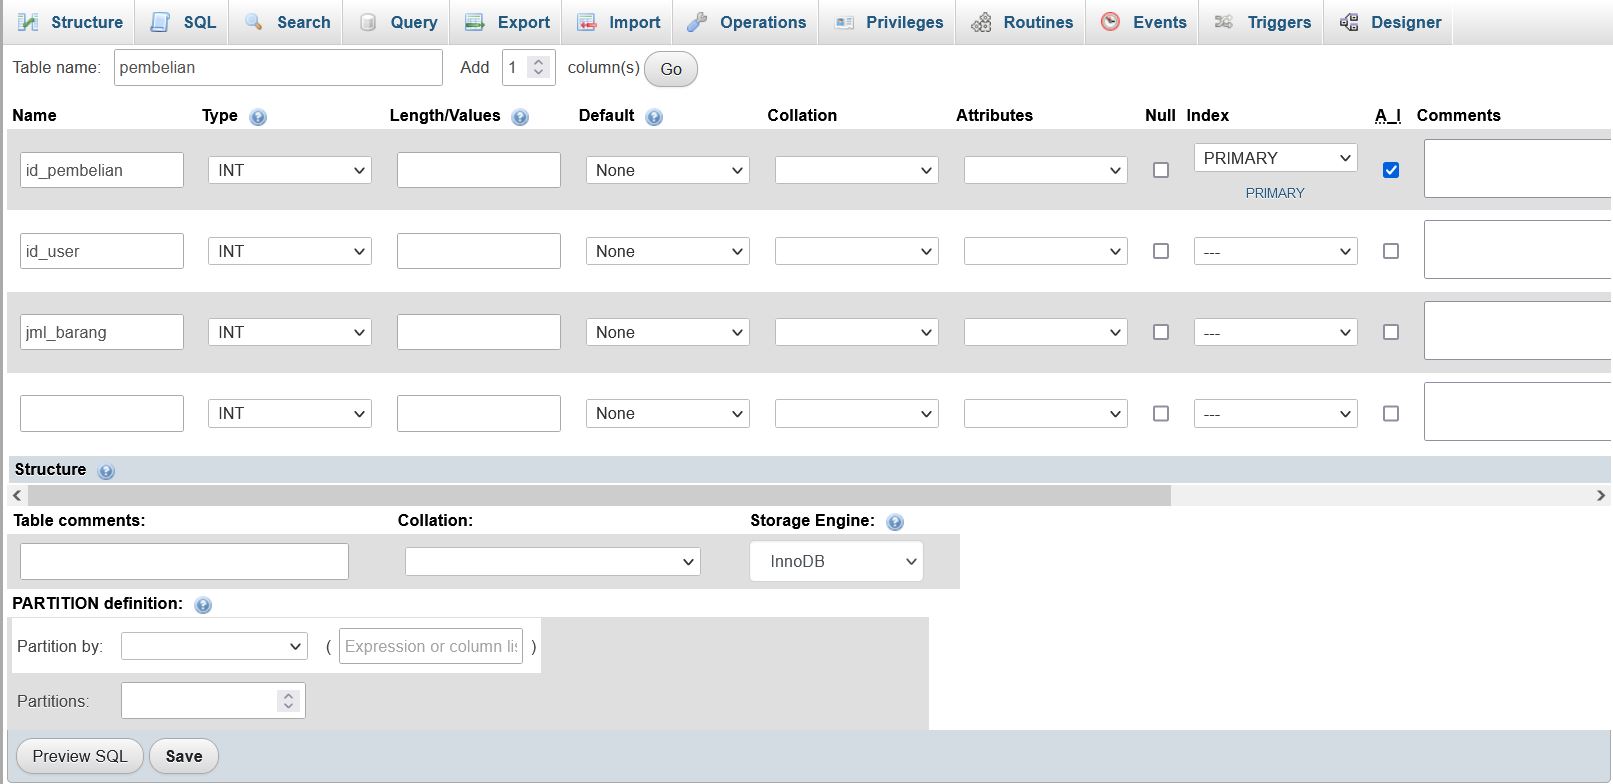 Structure SQL Search Query Export Import Operations Privileges Routines Events Triggers Designer
Table name: pembelian Add 1 column(s) Go
Name Type Length/Values Default Collation Attributes Null Index A_I Comments
id_pembelian INT None PRIMARY
PRIMARY
id_user INT None ---
jml_barang INT None ---
INT None ---
Structure
Table comments: Collation: Storage Engine:
InnoDB
PARTITION definition:
Partition by: ( Expression or column lis )
Partitions:
Preview SQL Save